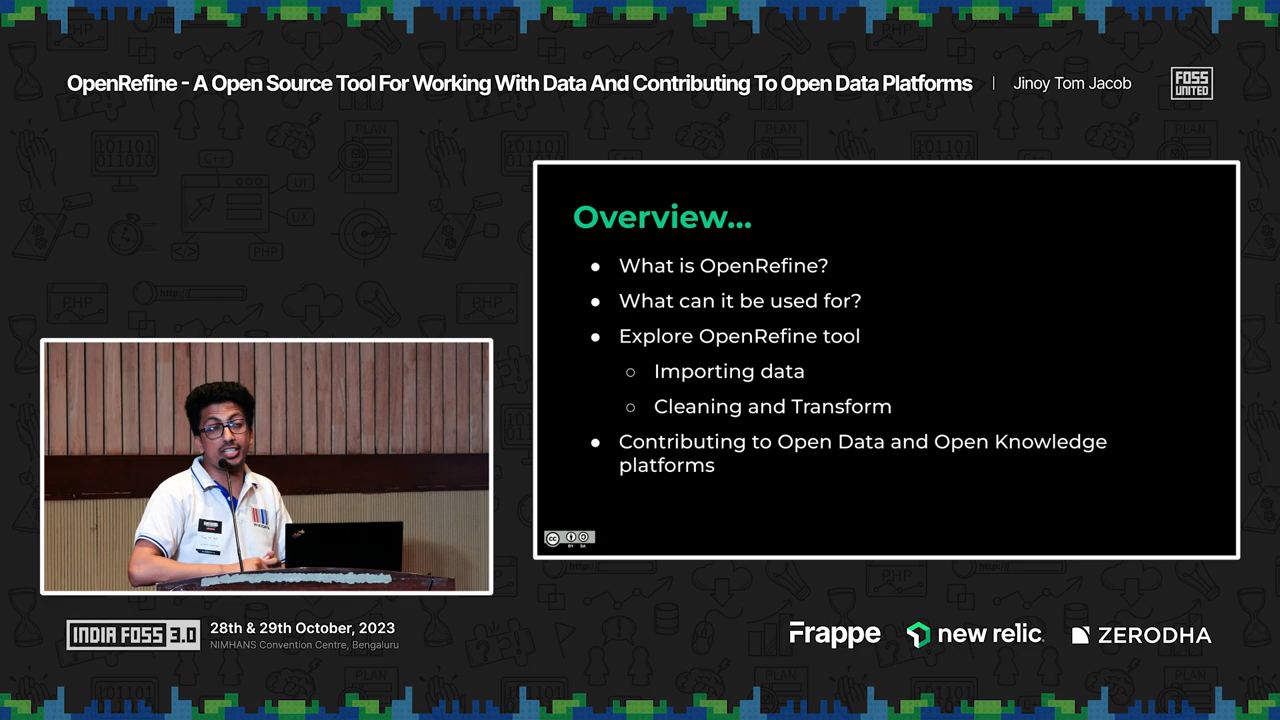 OpenRefine - A Open Source Tool For Working With Data And Contributing To Open Data Platforms
Jinoy Tom Jacob
FOSS
UNITED
Overview...
● What is OpenRefine?
● What can it be used for?
● Explore OpenRefine tool
○ Importing data
○ Cleaning and Transform
● Contributing to Open Data and Open Knowledge
platforms
CC BY SA
INDIA FOSS 3.0
28th & 29th October, 2023
NIMHANS Convention Centre, Bengaluru
Frappe
new relic
ZERODHA